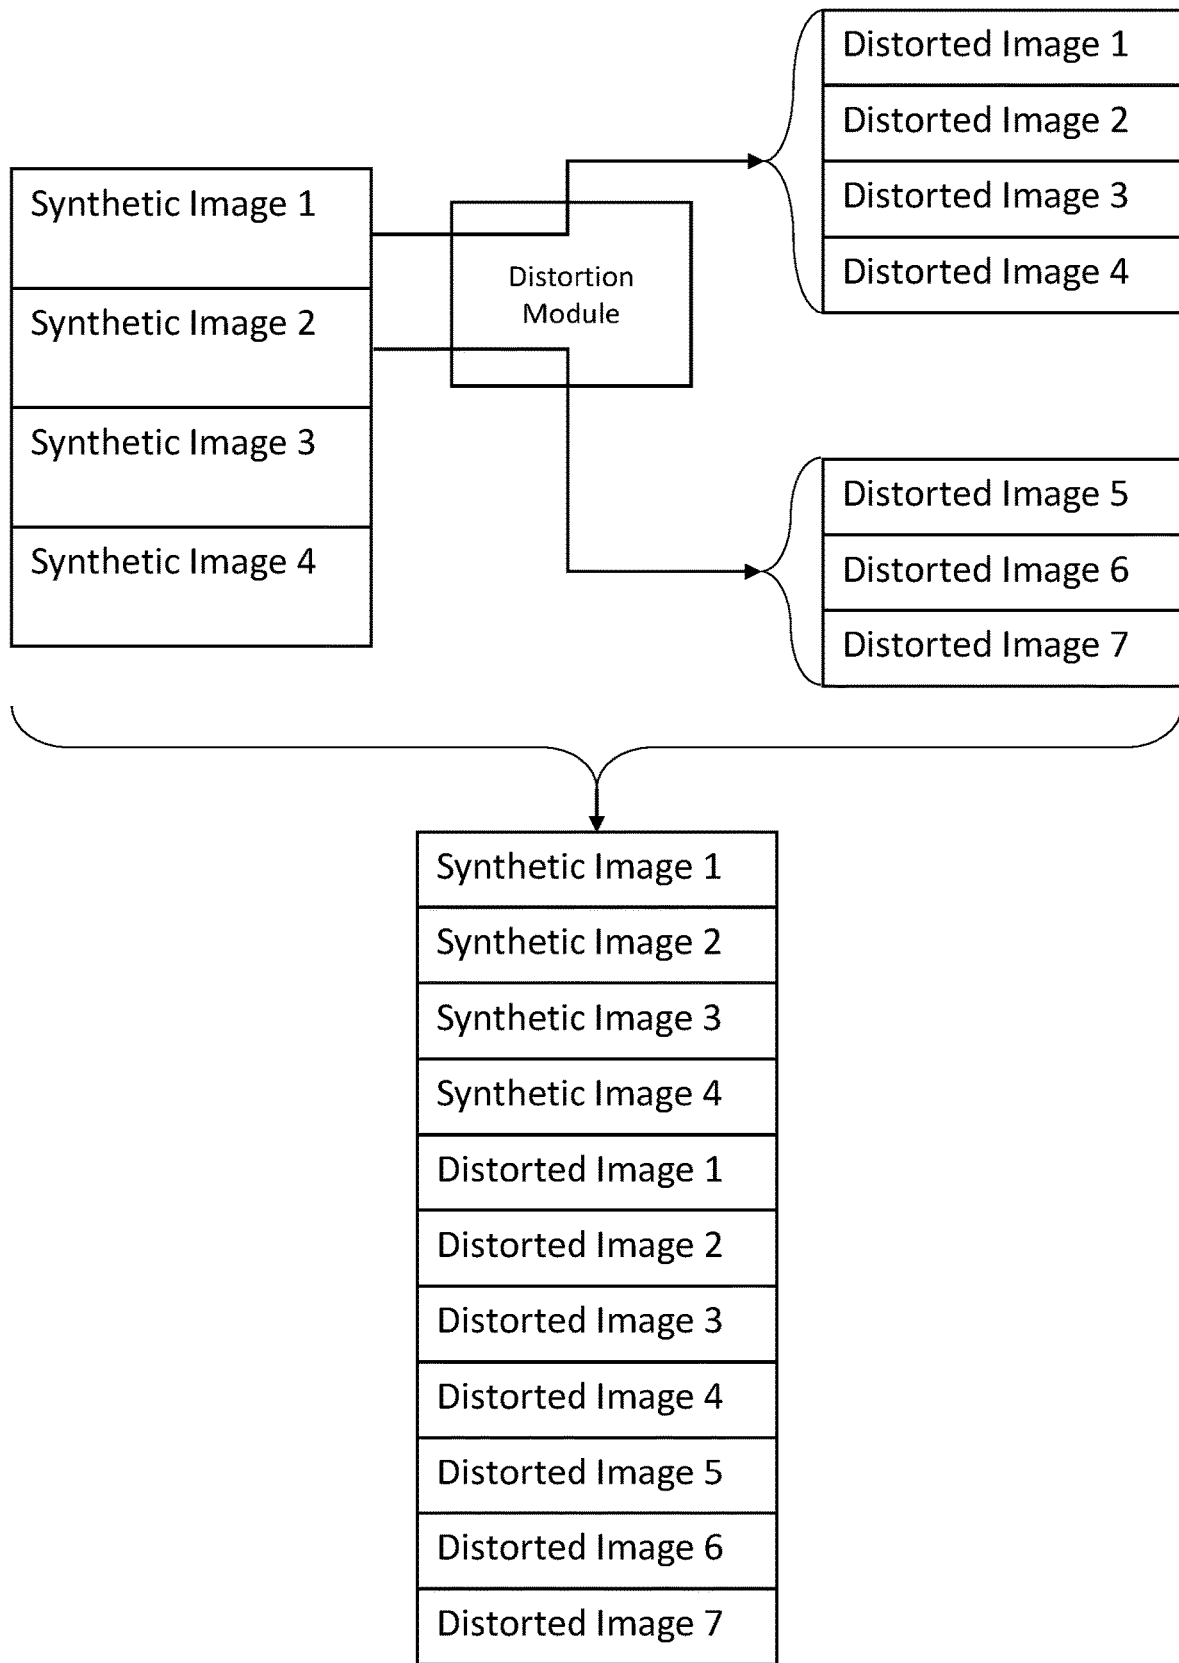 Synthetic Image 1
Synthetic Image 2
Synthetic Image 3
Synthetic Image 4
Distortion
Module
Distorted Image 1
Distorted Image 2
Distorted Image 3
Distorted Image 4
Distorted Image 5
Distorted Image 6
Distorted Image 7
Synthetic Image 1
Synthetic Image 2
Synthetic Image 3
Synthetic Image 4
Distorted Image 1
Distorted Image 2
Distorted Image 3
Distorted Image 4
Distorted Image 5
Distorted Image 6
Distorted Image 7